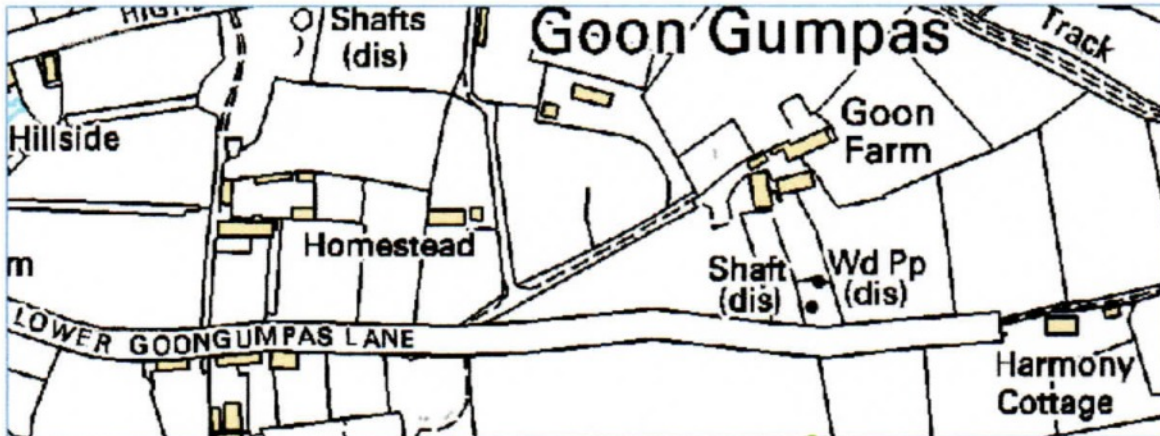 HIGH
Shafts
(dis)
Goon Gumpas
Track
Hillside
Goon
Farm
Homestead
m
Shaft
(dis)
Wd Pp
(dis)
LOWER GOONGUMPAS LANE
Harmony
Cottage